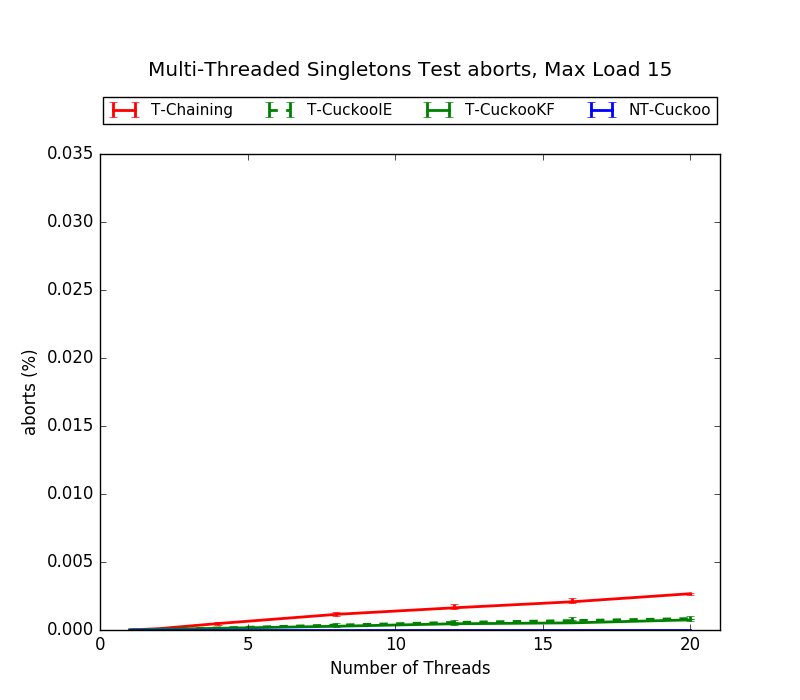 Multi-Threaded Singletons Test aborts, Max Load 15
T-Chaining T-CuckooIE T-CuckooKF NT-Cuckoo
0.035
0.030
0.025
0.020
0.015
0.010
0.005
0.000
aborts (%)
0 5 10 15 20
Number of Threads